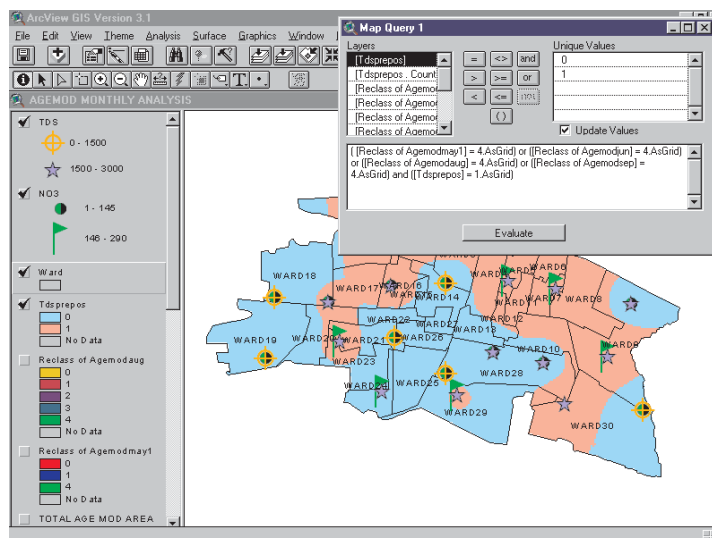 ArcView GIS Version 3.1
File Edit View Theme Analysis Surface Graphics Window
AGEMOD MONTHLY ANALYSIS
TDS
0 - 1500
1500 - 3000
NO3
1 - 145
146 - 290
Ward
Tdsprepos
0
1
No Data
Reclass of Agemodaug
0
1
2
3
4
No Data
Reclass of Agemodmay1
0
1
4
No Data
TOTAL AGE MOD AREA
Map Query 1
Layers
[Tdsprepos]
[Tdsprepos . Count
[Reclass of Agemo
[Reclass of Agemo
[Reclass of Agemo
[Reclass of Agemo
= <> and
> >= or
< <= not
( )
Unique Values
0
1
Update Values
( [Reclass of Agemodmay1] = 4.AsGrid) or ([Reclass of Agemodjun] = 4.AsGrid)
or ([Reclass of Agemodaug] = 4.AsGrid) or ([Reclass of Agemodsep] =
4.AsGrid) and ([Tdsprepos] = 1.AsGrid)
Evaluate
WARD18
WARD17
WARD14
WARD7
WARD8
WARD12
WARD22
WARD27
WARD13
WARD19
WARD20
WARD21
WARD26
WARD10
WARD9
WARD23
WARD25
WARD28
WARD29
WARD30